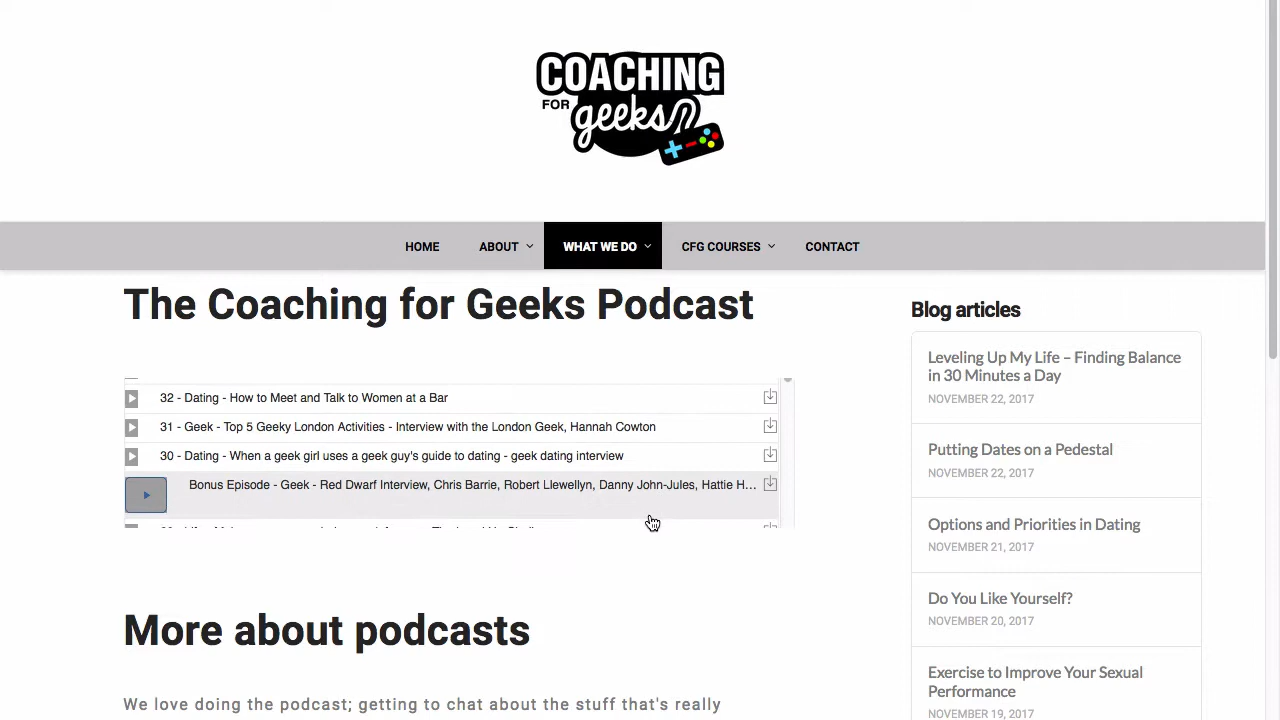 COACHING
FOR
geeks
HOME ABOUT WHAT WE DO CFG COURSES CONTACT
The Coaching for Geeks Podcast
32 - Dating - How to Meet and Talk to Women at a Bar
31 - Geek - Top 5 Geeky London Activities - Interview with the London Geek, Hannah Cowton
30 - Dating - When a geek girl uses a geek guy's guide to dating - geek dating interview
Bonus Episode - Geek - Red Dwarf Interview, Chris Barrie, Robert Llewellyn, Danny John-Jules, Hattie H...
More about podcasts
We love doing the podcast; getting to chat about the stuff that's really
Blog articles
Leveling Up My Life – Finding Balance
in 30 Minutes a Day
NOVEMBER 22, 2017
Putting Dates on a Pedestal
NOVEMBER 22, 2017
Options and Priorities in Dating
NOVEMBER 21, 2017
Do You Like Yourself?
NOVEMBER 20, 2017
Exercise to Improve Your Sexual
Performance
NOVEMBER 19, 2017